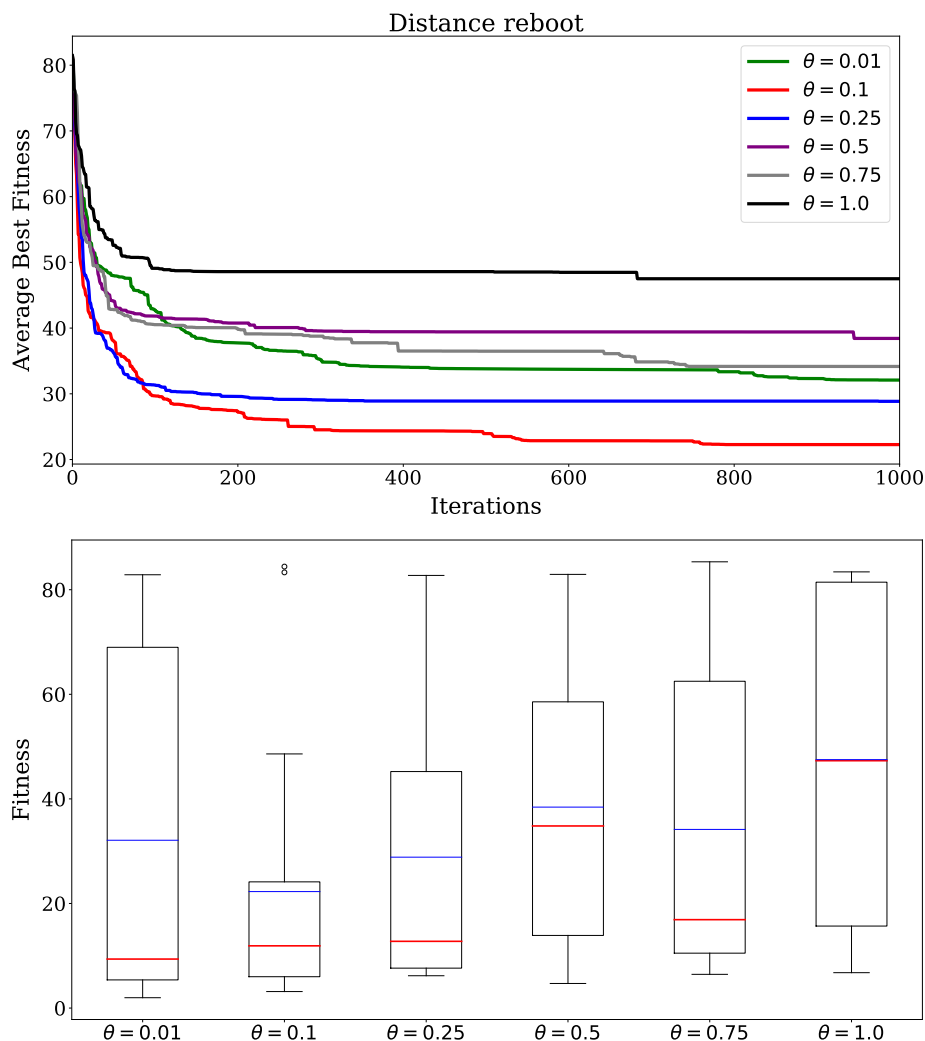 Distance reboot
Average Best Fitness
80
70
60
50
40
30
20
θ = 0.01
θ = 0.1
θ = 0.25
θ = 0.5
θ = 0.75
θ = 1.0
0 200 400 600 800 1000
Iterations
Fitness
80
60
40
20
0
θ = 0.01 θ = 0.1 θ = 0.25 θ = 0.5 θ = 0.75 θ = 1.0